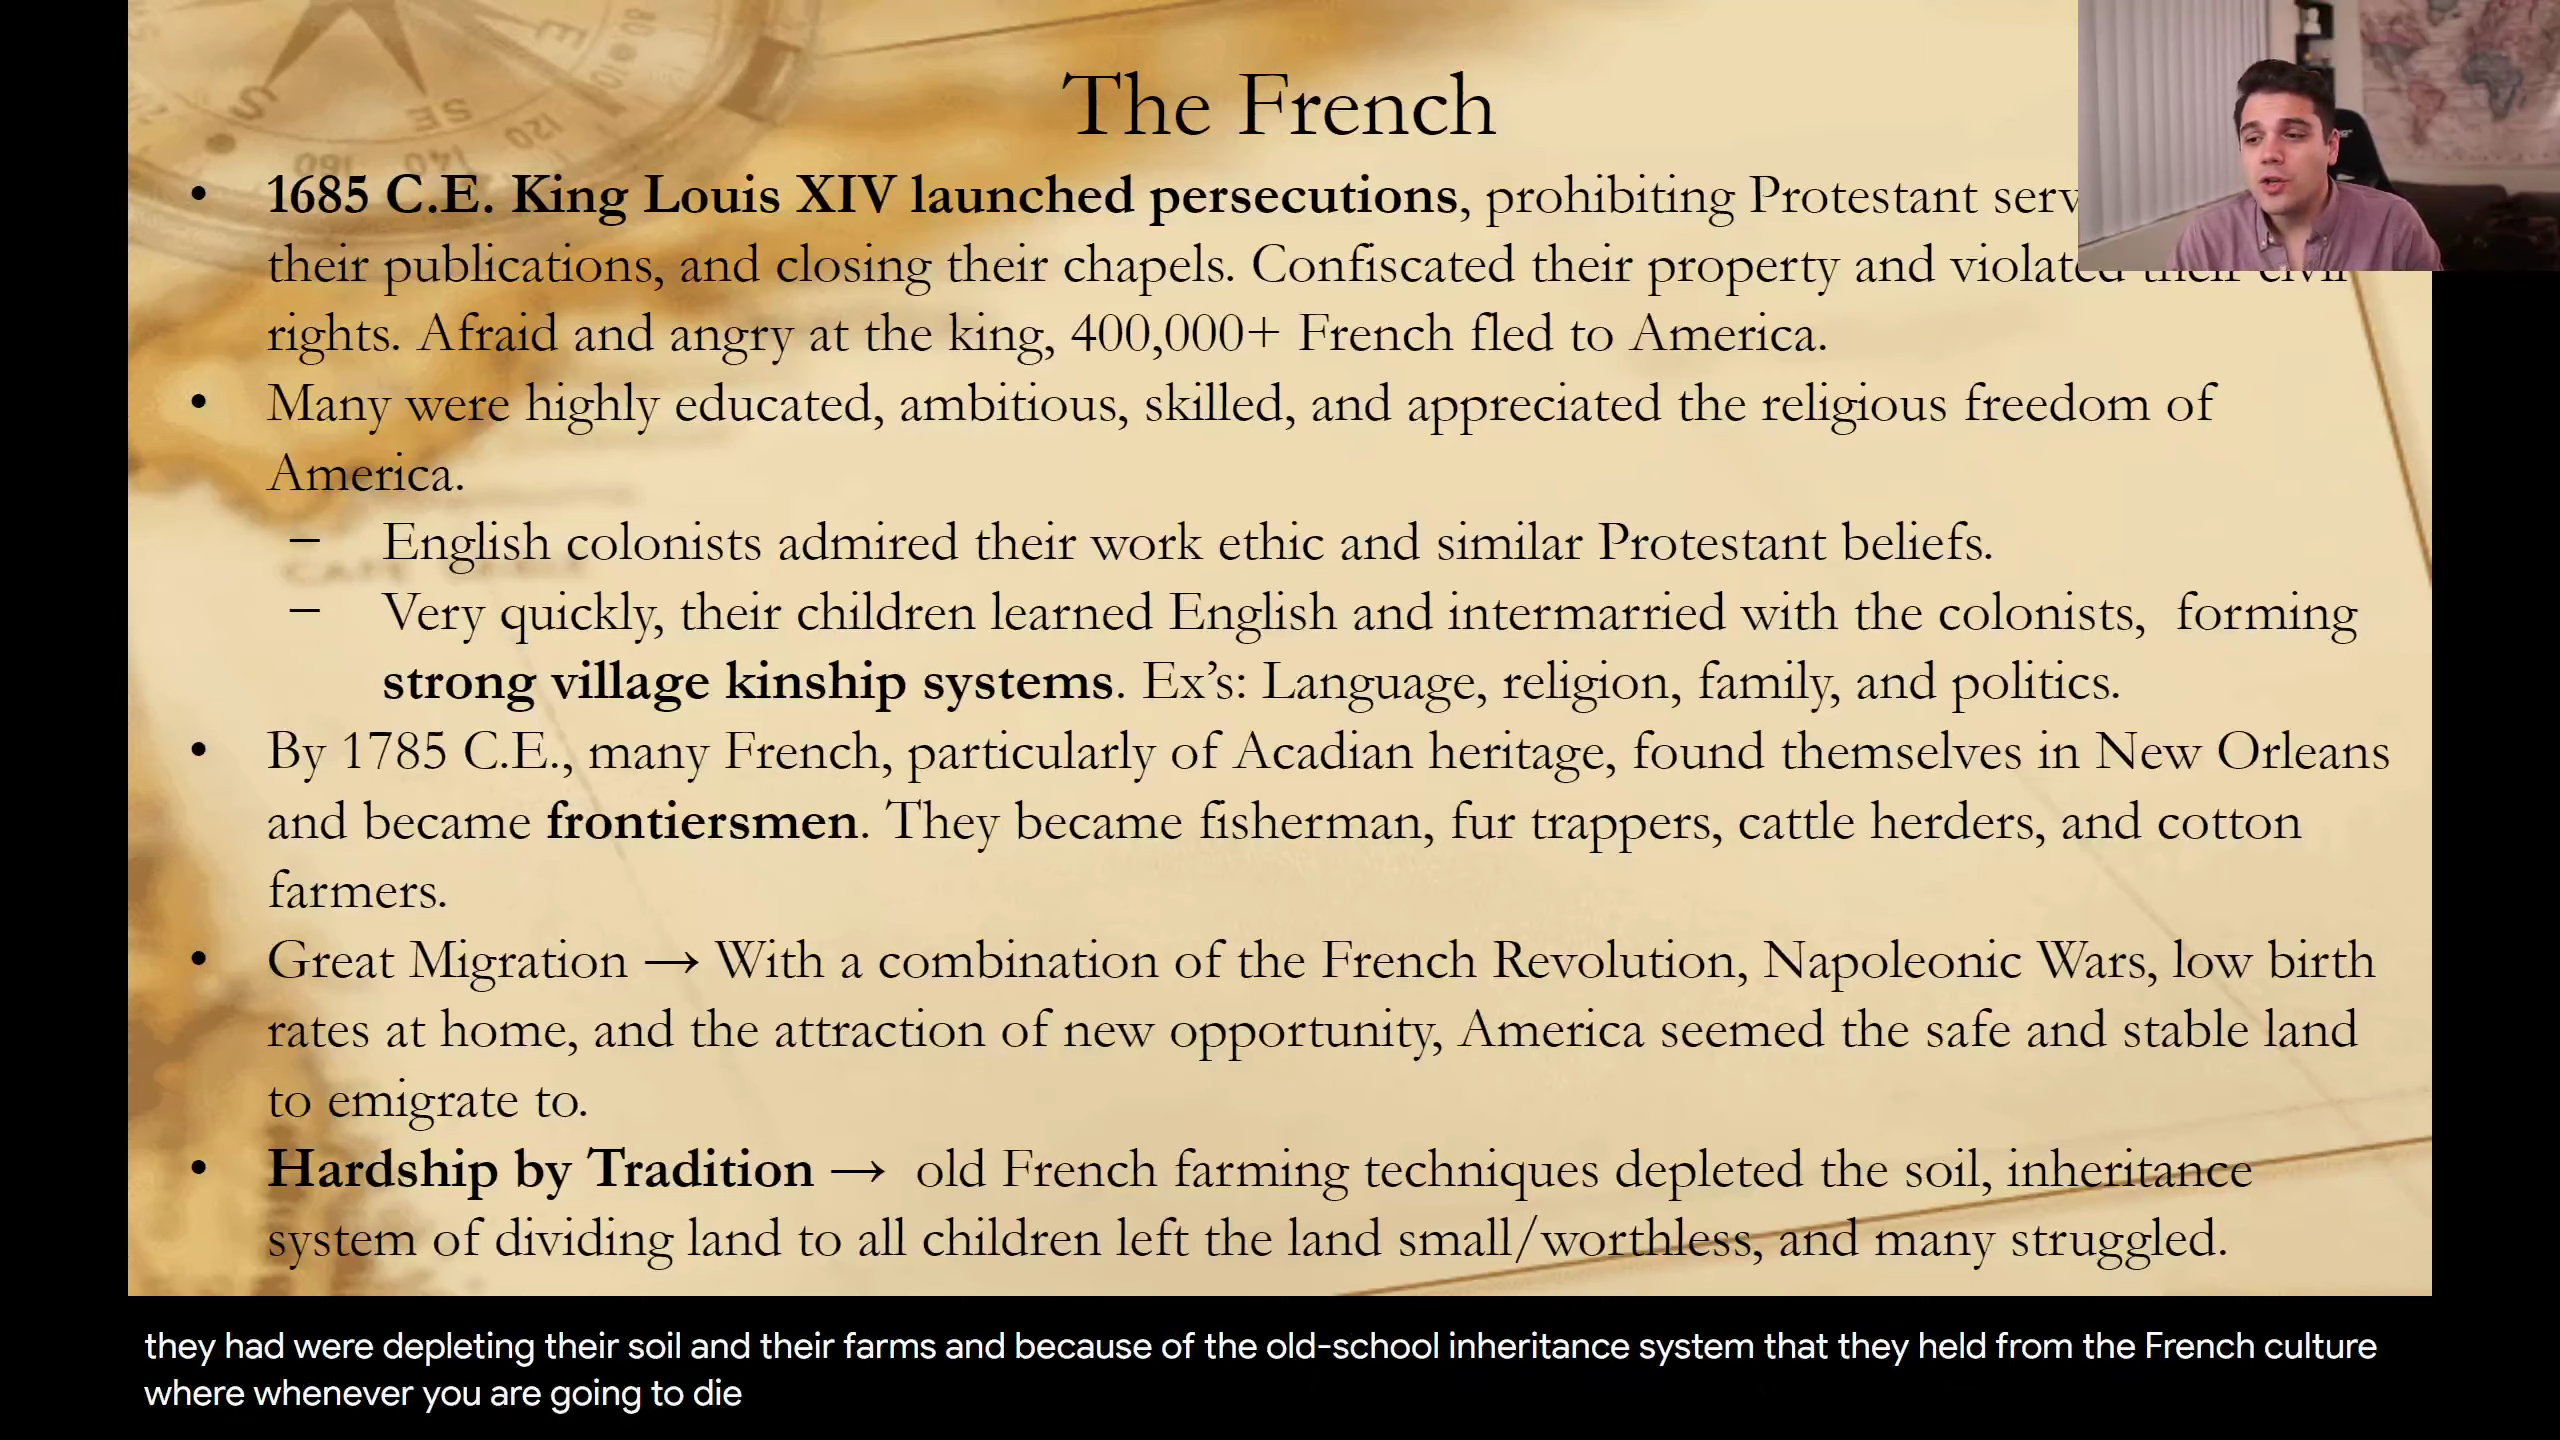 The French
• 1685 C.E. King Louis XIV launched persecutions, prohibiting Protestant serv
their publications, and closing their chapels. Confiscated their property and violated their civil
rights. Afraid and angry at the king, 400,000+ French fled to America.
• Many were highly educated, ambitious, skilled, and appreciated the religious freedom of
America.
– English colonists admired their work ethic and similar Protestant beliefs.
– Very quickly, their children learned English and intermarried with the colonists, forming
strong village kinship systems. Ex’s: Language, religion, family, and politics.
• By 1785 C.E., many French, particularly of Acadian heritage, found themselves in New Orleans
and became frontiersmen. They became fisherman, fur trappers, cattle herders, and cotton
farmers.
• Great Migration → With a combination of the French Revolution, Napoleonic Wars, low birth
rates at home, and the attraction of new opportunity, America seemed the safe and stable land
to emigrate to.
• Hardship by Tradition → old French farming techniques depleted the soil, inheritance
system of dividing land to all children left the land small/worthless, and many struggled.
they had were depleting their soil and their farms and because of the old-school inheritance system that they held from the French culture
where whenever you are going to die